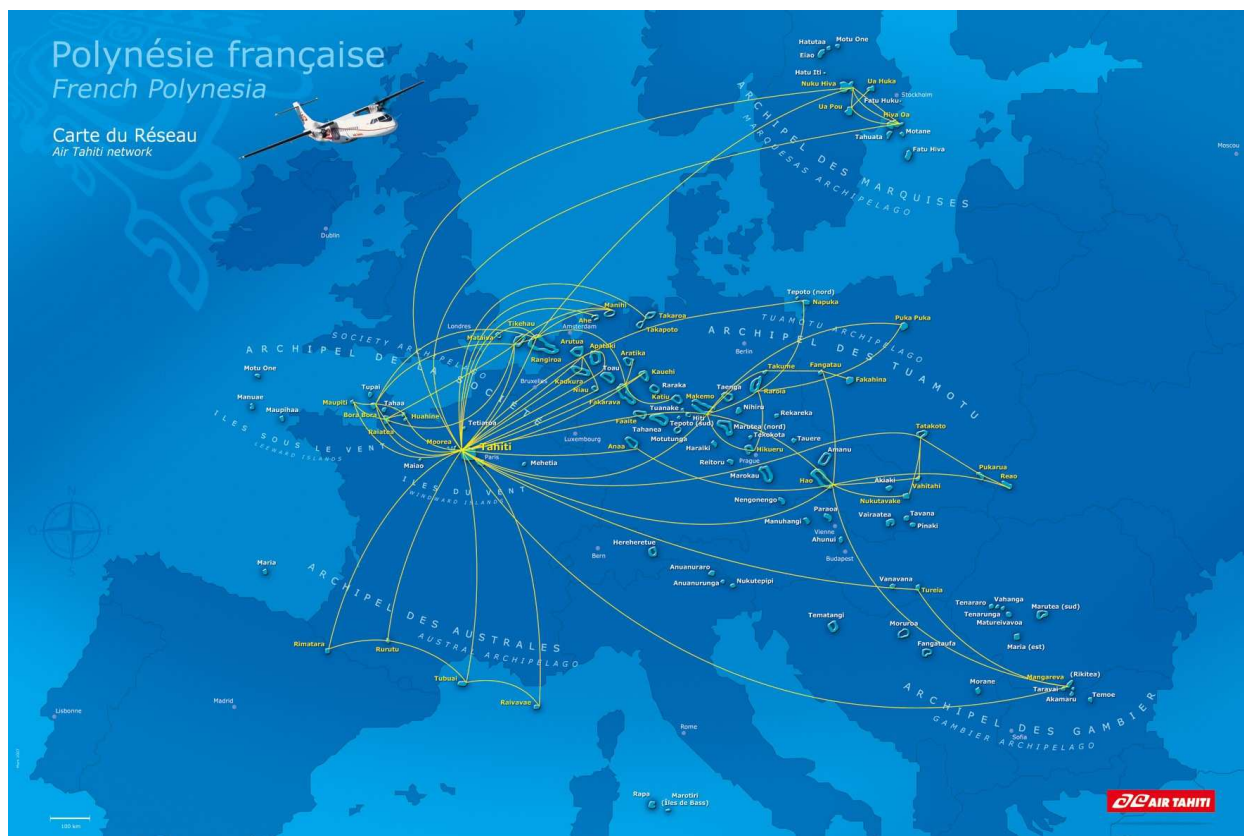 Polynésie française
French Polynesia
Carte du Réseau
Air Tahiti network
Hatutaa
Motu One
Eiao
Hatu Iti -
Nuku Hiva
Ua Huka
Stockholm
Ua Pou
Fatu Huku-
Hiva Oa
Tahuata
Motane
Fatu Hiva
ARCHIPEL DES MARQUISES
MARQUESAS ARCHIPELAGO
Moscou
Dublin
Londres
Amsterdam
Bruxelles
Berlin
SOCIETY ARCHIPELAGO
ARCHIPEL DE LA SOCIÉTÉ
TUAMOTU ARCHIPELAGO
ARCHIPEL DES TUAMOTU
Tepoto (nord)
Napuka
Puka Puka
Manihi
Ahe
Takaroa
Takapoto
Tikehau
Mataiva
Rangiroa
Arutua
Apataki
Aratika
Kaukura
Toau
Kauehi
Niau
Fakarava
Raraka
Katiu
Makemo
Taenga
Takume
Raroia
Fangatau
Fakahina
Nihiru
Rekareka
Tuanake
Hiti
Faaite
Tahanea
Tepoto (sud)
Motutunga
Marutea (nord)
Tekokota
Tauere
Anaa
Haraiki
Hikueru
Reitoru
Prague
Marokau
Amanu
Hao
Tatakoto
Pukarua
Reao
Akiaki
Vahitahi
Nukutavake
Vairaatea
Tavana
Pinaki
Nengonengo
Manuhangi
Paraoa
Vienne
Ahunui
Budapest
Luxembourg
Motu One
Manuae
Maupihaa
Maupiti
Tupai
Tahaa
Bora Bora
Huahine
Raiatea
Tetiaroa
Moorea
Tahiti
Paris
Maiao
Mehetia
ILES SOUS LE VENT
LEEWARD ISLANDS
ILES DU VENT
WINDWARD ISLANDS
Hereheretue
Bern
Anuanuraro
Anuanurunga
Nukutepipi
Maria
ARCHIPEL DES AUSTRALES
AUSTRAL ARCHIPELAGO
Rimatara
Rurutu
Tubuai
Raivavae
Vanavana
Tureia
Tenararo
Vahanga
Tenarunga
Matureivavoa
Marutea (sud)
Maria (est)
Tematangi
Moruroa
Fangataufa
Morane
Mangareva
(Rikitea)
Taravai
Akamaru
Temoe
ARCHIPEL DES GAMBIER
GAMBIER ARCHIPELAGO
Sofia
Lisbonne
Madrid
Rome
Rapa
Marotiri
(Îles de Bass)
100 km
AIR TAHITI